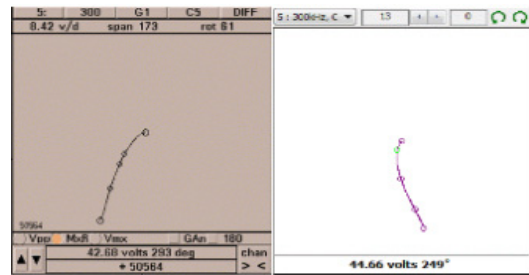 5: 300 G1 C5 DIFF
8.42 v/d span 173 rot 61
50564
Vpp MxR Vmx GAn 180
42.68 volts 293 deg chan
+ 50564 > <
5 : 300kHz, C 13 0
44.66 volts 249°